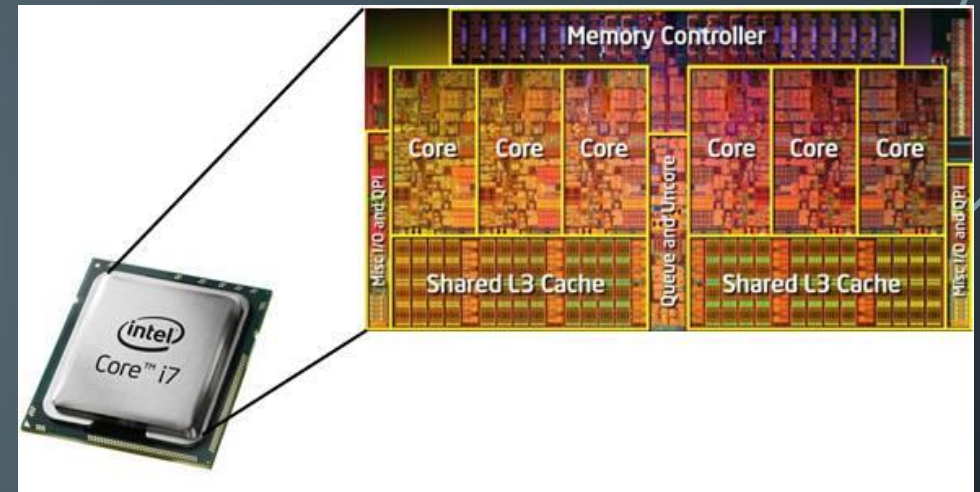 Memory Controller
Core
Core
Core
Core
Core
Core
Misc I/O and QPI
Queue and Uncore
Misc I/O and QPI
Shared L3 Cache
Shared L3 Cache
intel
Core™ i7